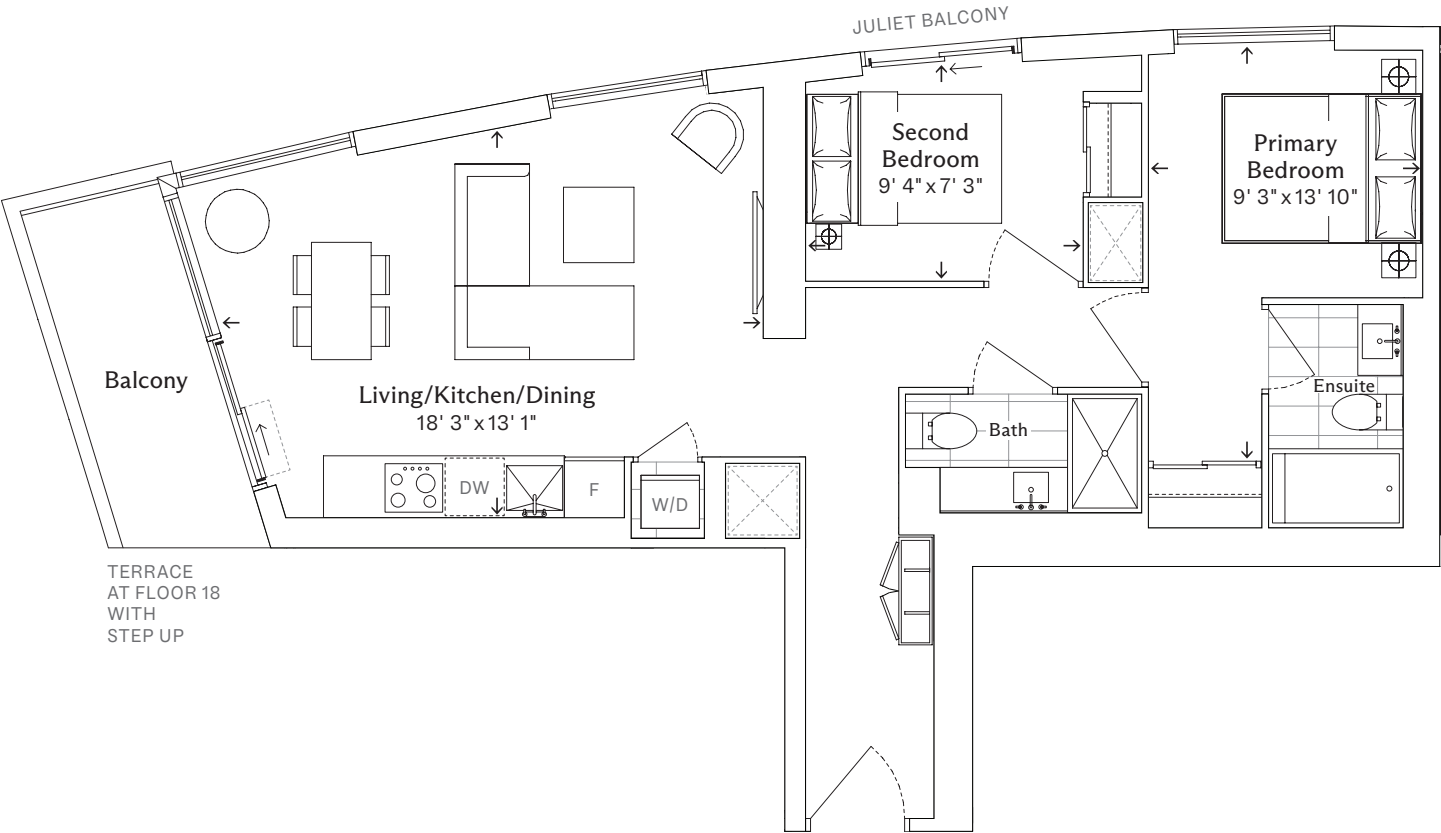 JULIET BALCONY
Second
Bedroom
9' 4" x 7' 3"
Primary
Bedroom
9' 3" x 13' 10"
Balcony
Living/Kitchen/Dining
18' 3" x 13' 1"
Ensuite
Bath
DW
F
W/D
TERRACE
AT FLOOR 18
WITH
STEP UP